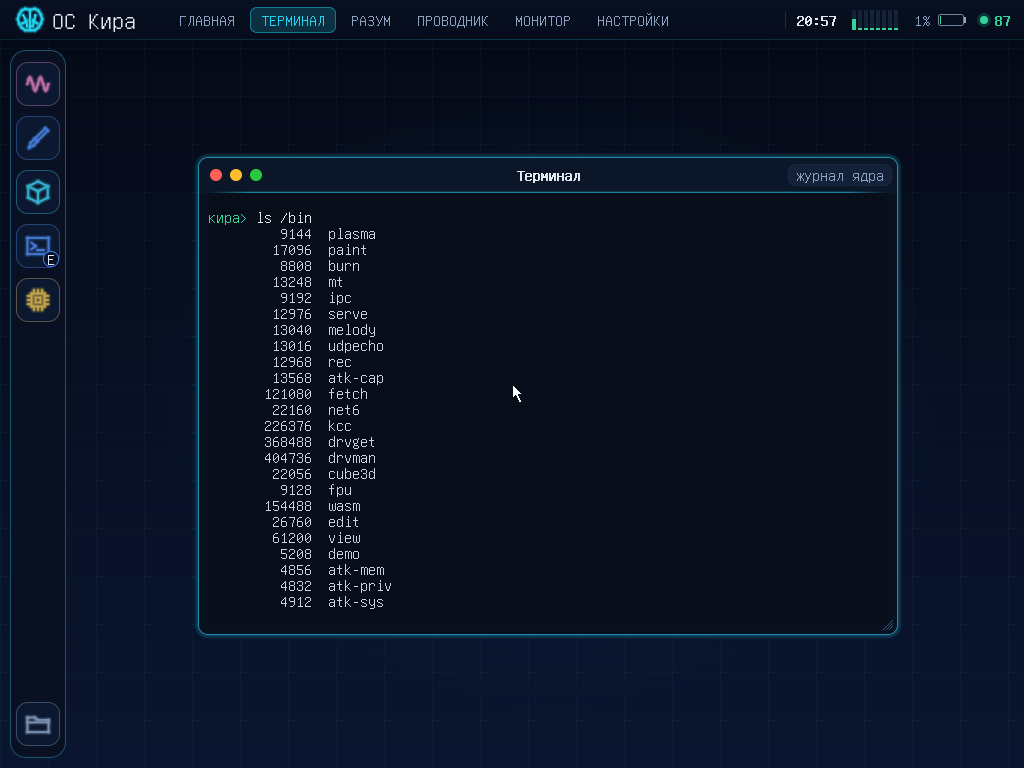 ОС Кира
ГЛАВНАЯ ТЕРМИНАЛ РАЗУМ ПРОВОДНИК МОНИТОР НАСТРОЙКИ
20:57 1% 87
Терминал
журнал ядра
кира> ls /bin
9144 plasma
17096 paint
8808 burn
13248 mt
9192 ipc
12976 serve
13040 melody
13016 udpecho
12968 rec
13568 atk-cap
121080 fetch
22160 net6
226376 kcc
368488 drvget
404736 drvman
22056 cube3d
9128 fpu
154488 wasm
26760 edit
61200 view
5208 demo
4856 atk-mem
4832 atk-priv
4912 atk-sys
E